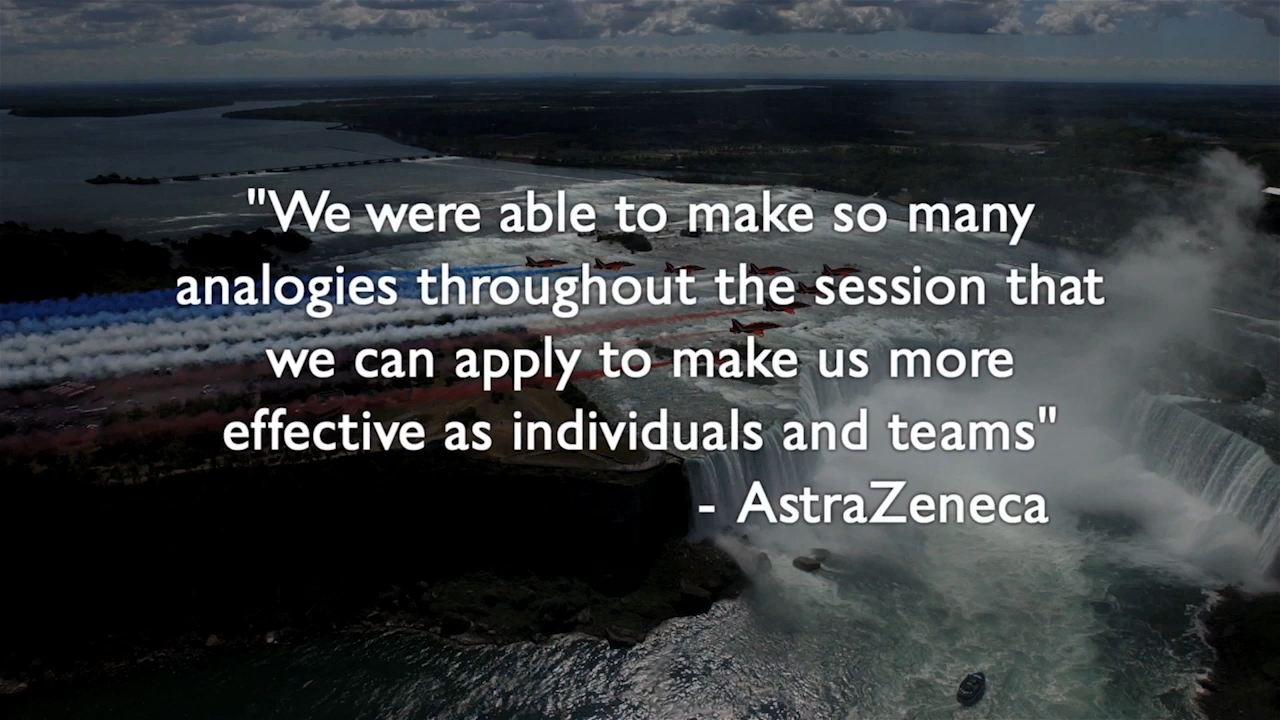 "We were able to make so many
analogies throughout the session that
we can apply to make us more
effective as individuals and teams"
- AstraZeneca